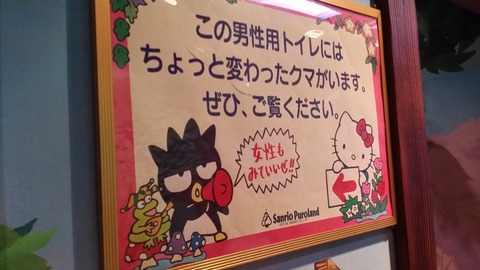 この男性用トイレには
ちょっと変わったクマがいます。
ぜひ、ご覧ください。
女性も
みていいぜ!!
Sanrio Puroland